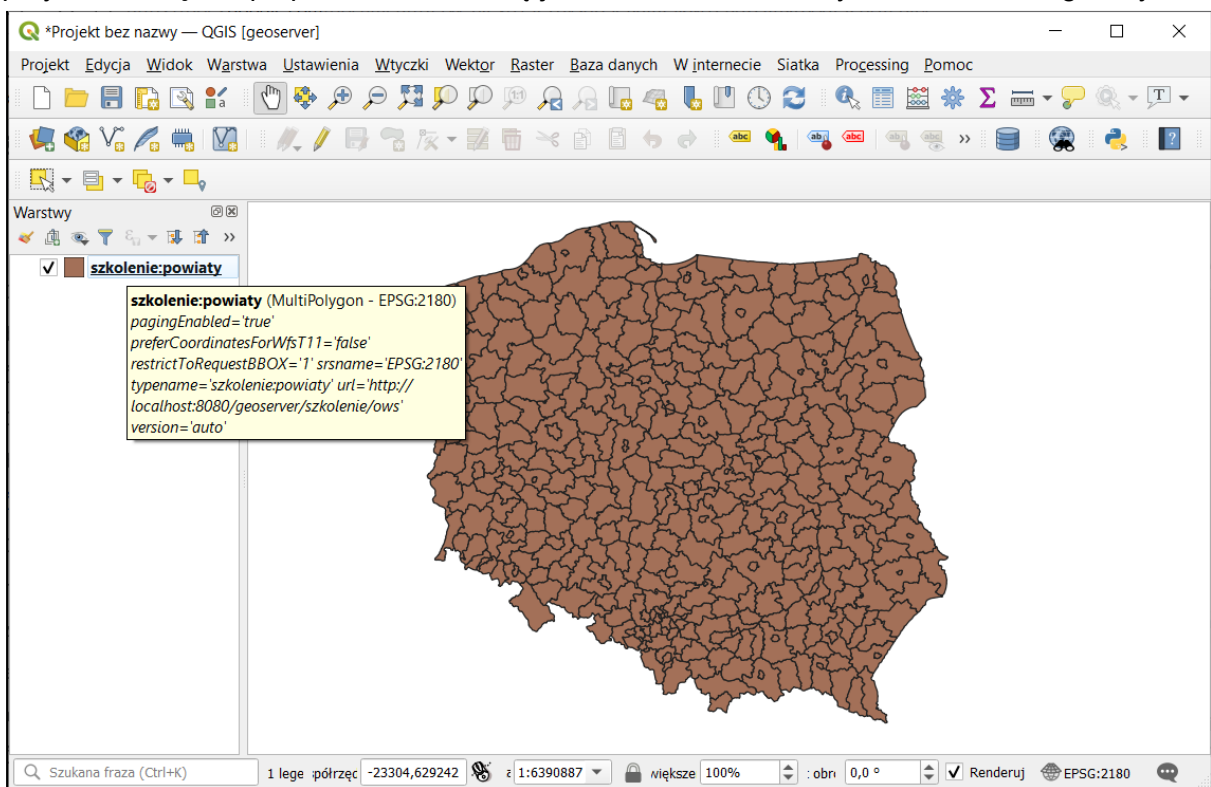 *Projekt bez nazwy — QGIS [geoserver]
Projekt Edycja Widok Warstwa Ustawienia Wtyczki Wektor Raster Baza danych W internecie Siatka Processing Pomoc
Warstwy
szkolenie:powiaty
szkolenie:powiaty (MultiPolygon - EPSG:2180)
pagingEnabled='true'
preferCoordinatesForWfsT11='false'
restrictToRequestBBOX='1' srsname='EPSG:2180'
typename='szkolenie:powiaty' url='http://
localhost:8080/geoserver/szkolenie/ows'
version='auto'
Szukana fraza (Ctrl+K) 1 lege półrzęd -23304,629242 1:6390887 większe 100% : obro 0,0 ° Renderuj EPSG:2180